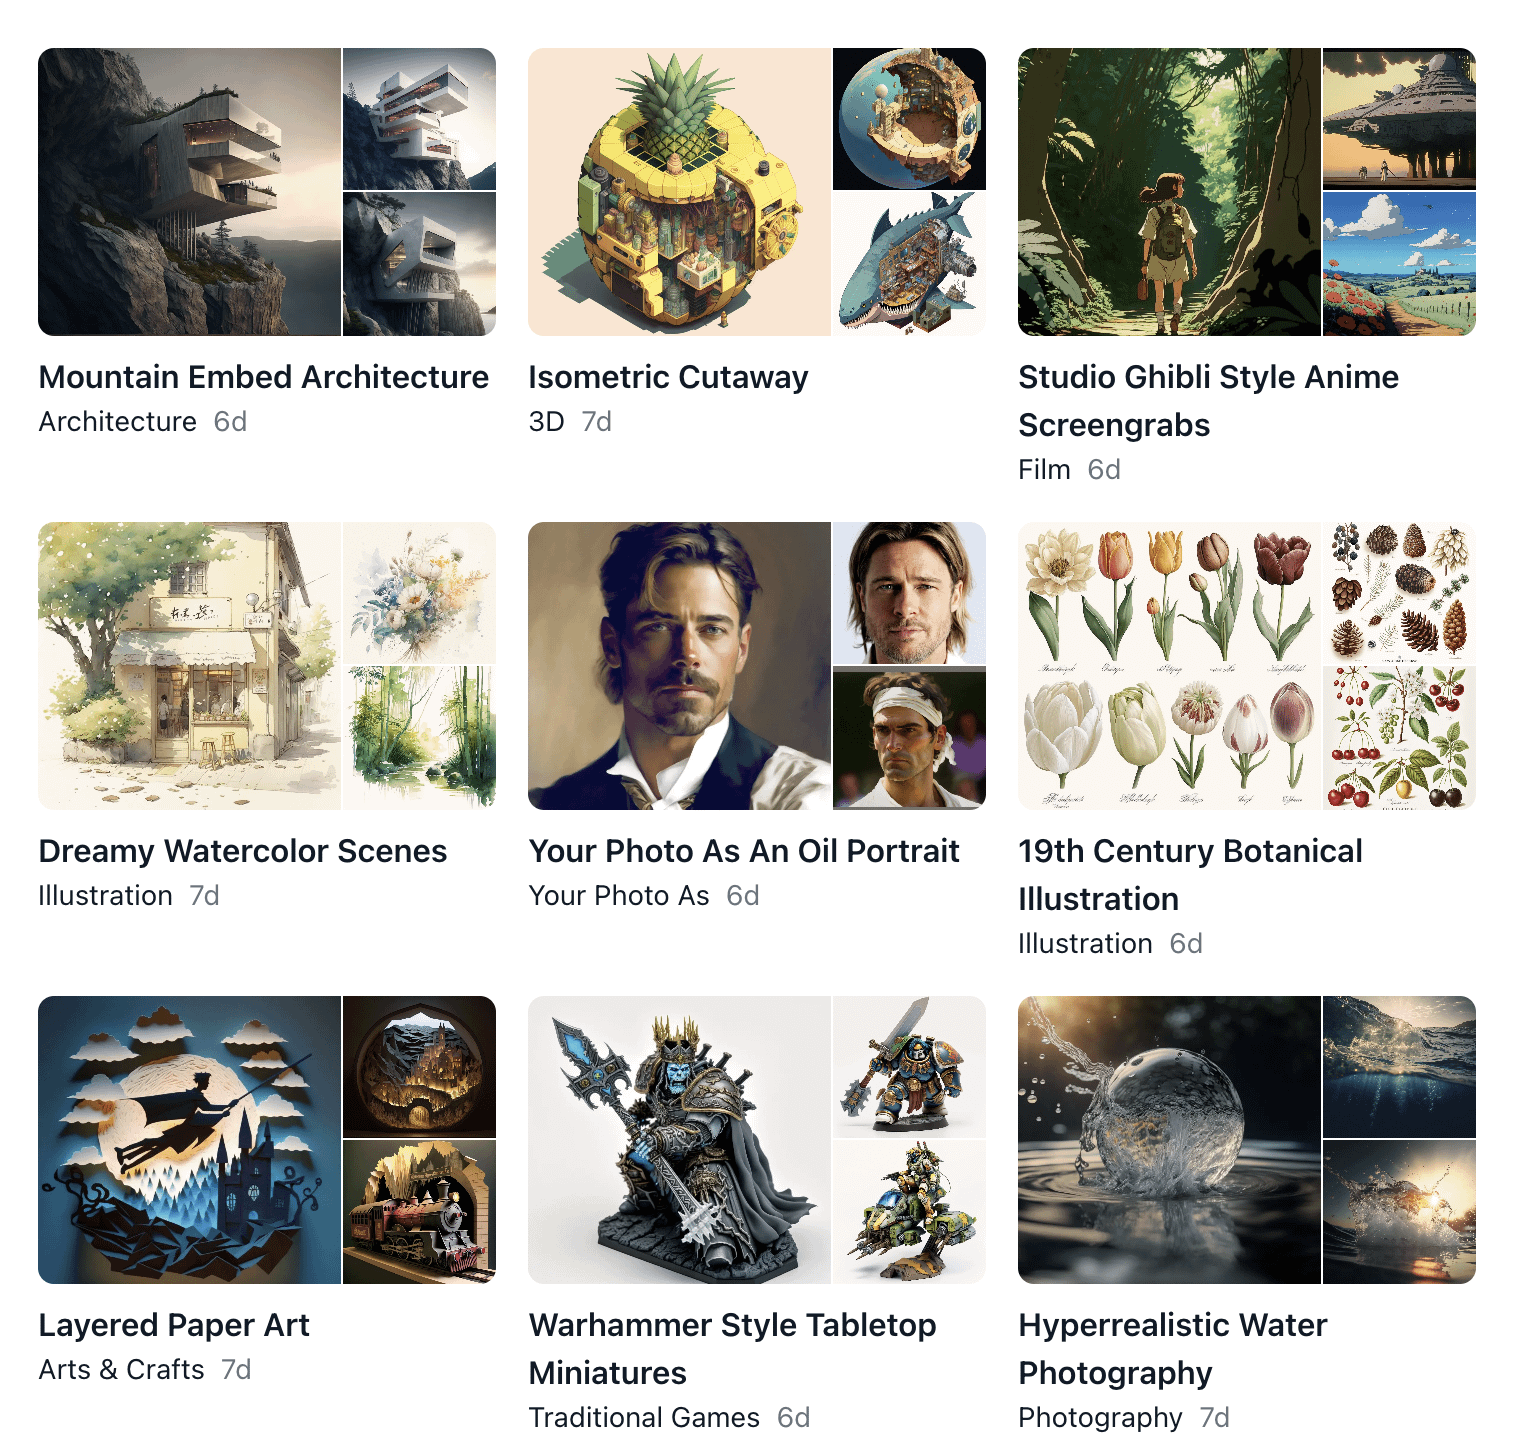 Mountain Embed Architecture
Architecture 6d
Isometric Cutaway
3D 7d
Studio Ghibli Style Anime
Screengrabs
Film 6d
Dreamy Watercolor Scenes
Illustration 7d
Your Photo As An Oil Portrait
Your Photo As 6d
19th Century Botanical
Illustration
Illustration 6d
Layered Paper Art
Arts & Crafts 7d
Warhammer Style Tabletop
Miniatures
Traditional Games 6d
Hyperrealistic Water
Photography
Photography 7d